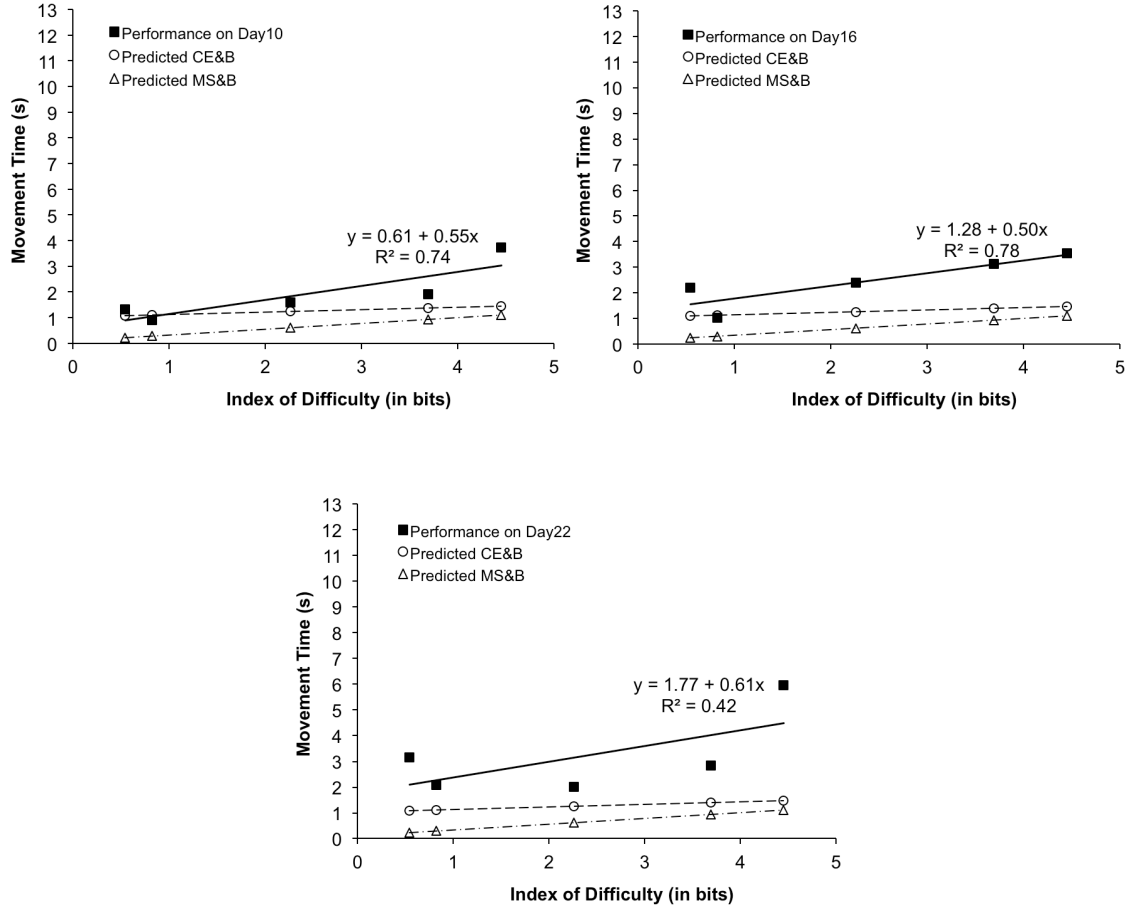 13
12
11
10
9
8
7
6
5
4
3
2
1
0
Movement Time (s)
Performance on Day10
Predicted CE&B
Predicted MS&B
y = 0.61 + 0.55x
R² = 0.74
0 1 2 3 4 5
Index of Difficulty (in bits)
13
12
11
10
9
8
7
6
5
4
3
2
1
0
Movement Time (s)
Performance on Day16
Predicted CE&B
Predicted MS&B
y = 1.28 + 0.50x
R² = 0.78
0 1 2 3 4 5
Index of Difficulty (in bits)
13
12
11
10
9
8
7
6
5
4
3
2
1
0
Movement Time (s)
Performance on Day22
Predicted CE&B
Predicted MS&B
y = 1.77 + 0.61x
R² = 0.42
0 1 2 3 4 5
Index of Difficulty (in bits)